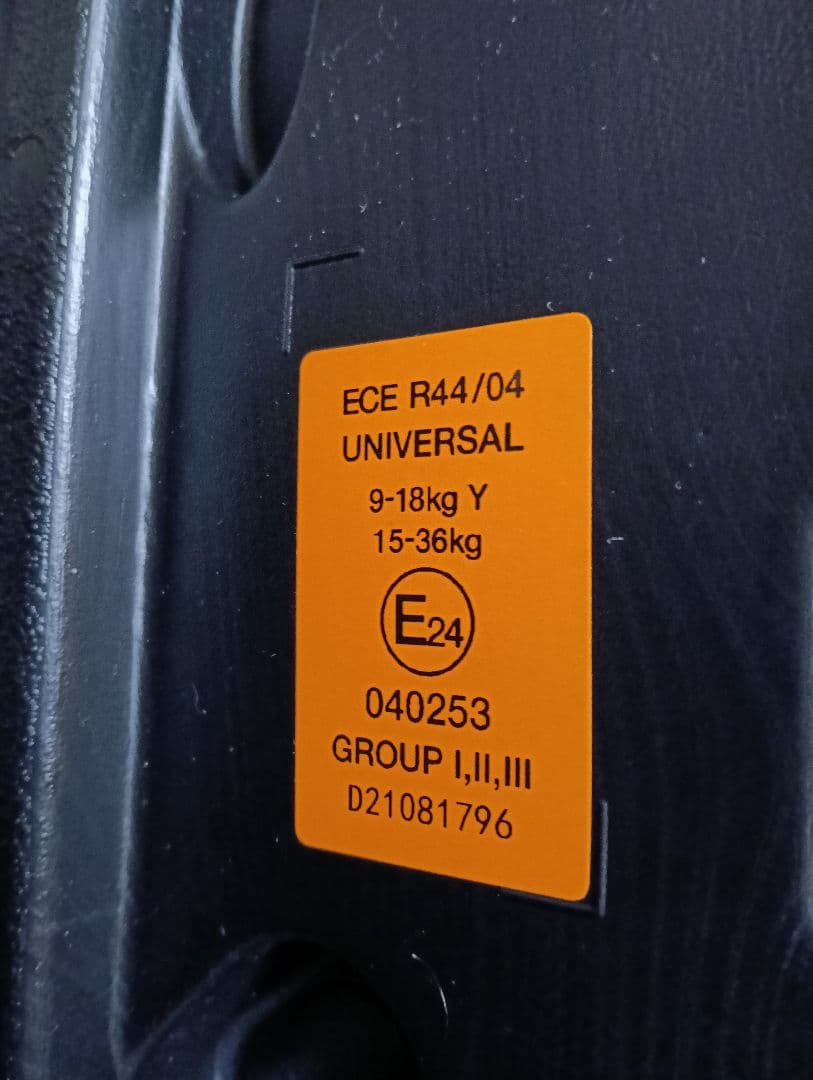 ECE R44/04
UNIVERSAL
9-18kg Y
15-36kg
E24
040253
GROUP I,II,III
D21081796